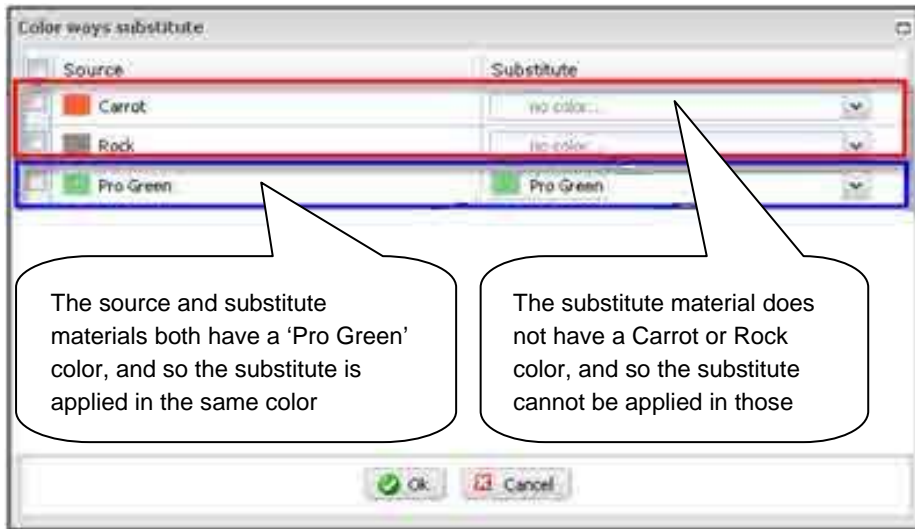 Color ways substitute
Source Substitute
Carrot no color...
Rock no color...
Pro Green Pro Green
The source and substitute
materials both have a ‘Pro Green’
color, and so the substitute is
applied in the same color
The substitute material does
not have a Carrot or Rock
color, and so the substitute
cannot be applied in those
Ok Cancel